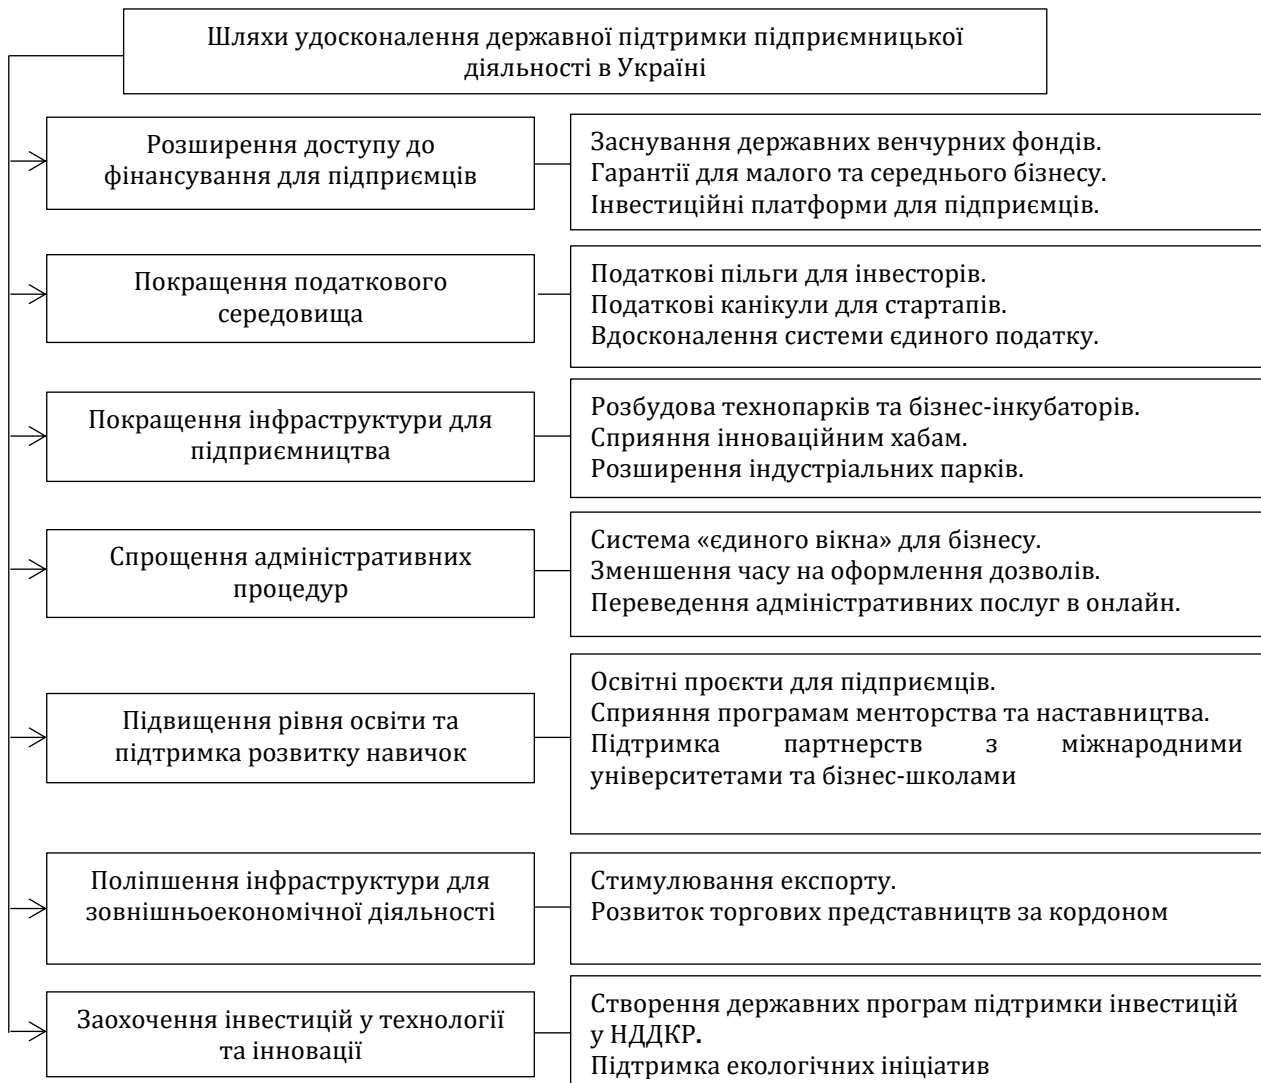 Шляхи удосконалення державної підтримки підприємницької
діяльності в Україні
Розширення доступу до
фінансування для підприємців
Заснування державних венчурних фондів.
Гарантії для малого та середнього бізнесу.
Інвестиційні платформи для підприємців.
Покращення податкового
середовища
Податкові пільги для інвесторів.
Податкові канікули для стартапів.
Вдосконалення системи єдиного податку.
Покращення інфраструктури для
підприємництва
Розбудова технопарків та бізнес-інкубаторів.
Сприяння інноваційним хабам.
Розширення індустріальних парків.
Спрощення адміністративних
процедур
Система «єдиного вікна» для бізнесу.
Зменшення часу на оформлення дозволів.
Переведення адміністративних послуг в онлайн.
Підвищення рівня освіти та
підтримка розвитку навичок
Освітні проєкти для підприємців.
Сприяння програмам менторства та наставництва.
Підтримка партнерств з міжнародними
університетами та бізнес-школами
Поліпшення інфраструктури для
зовнішньоекономічної діяльності
Стимулювання експорту.
Розвиток торгових представництв за кордоном
Заохочення інвестицій у технології
та інновації
Створення державних програм підтримки інвестицій
у НДДКР.
Підтримка екологічних ініціатив